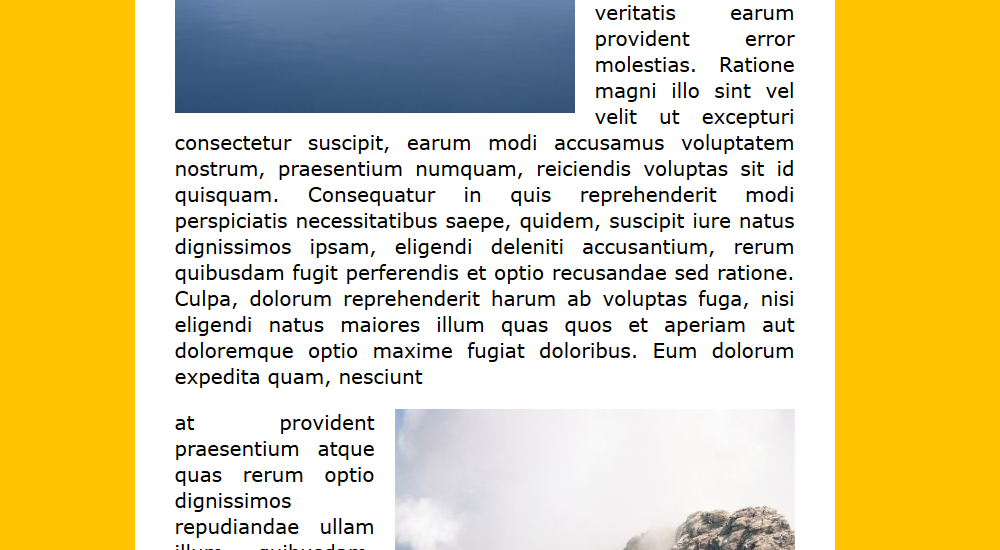 veritatis earum
provident error
molestias. Ratione
magni illo sint vel
velit ut excepturi
consectetur suscipit, earum modi accusamus voluptatem
nostrum, praesentium numquam, reiciendis voluptas sit id
quisquam. Consequatur in quis reprehenderit modi
perspiciatis necessitatibus saepe, quidem, suscipit iure natus
dignissimos ipsam, eligendi deleniti accusantium, rerum
quibusdam fugit perferendis et optio recusandae sed ratione.
Culpa, dolorum reprehenderit harum ab voluptas fuga, nisi
eligendi natus maiores illum quas quos et aperiam aut
doloremque optio maxime fugiat doloribus. Eum dolorum
expedita quam, nesciunt
at provident
praesentium atque
quas rerum optio
dignissimos
repudiandae ullam
illum quibusdam